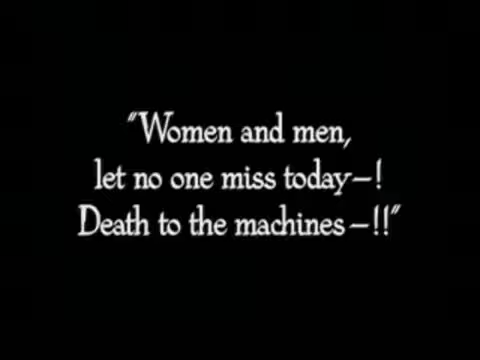 "Women and men,
let no one miss today–!
Death to the machines–!!"